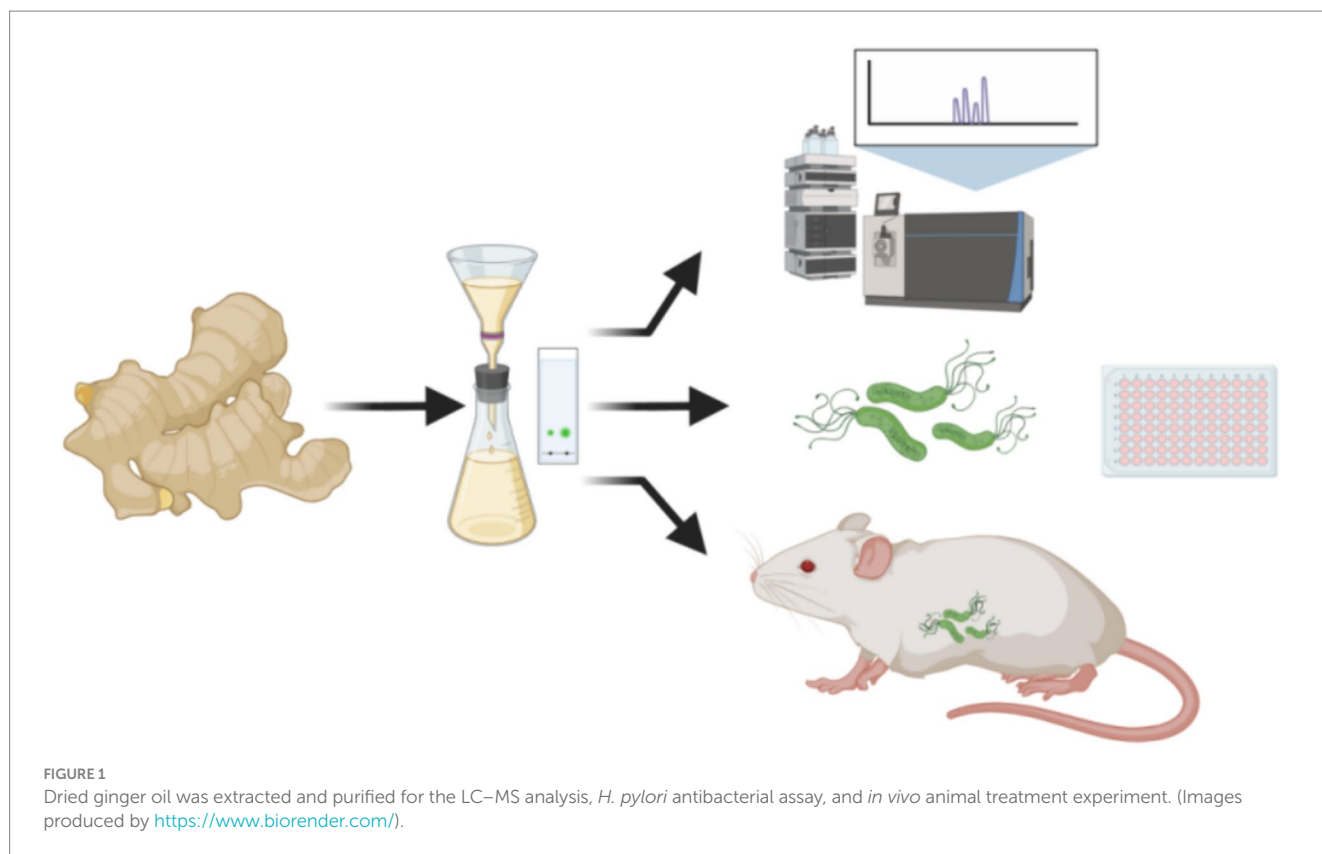 FIGURE 1
Dried ginger oil was extracted and purified for the LC–MS analysis, H. pylori antibacterial assay, and in vivo animal treatment experiment. (Images
produced by https://www.biorender.com/).